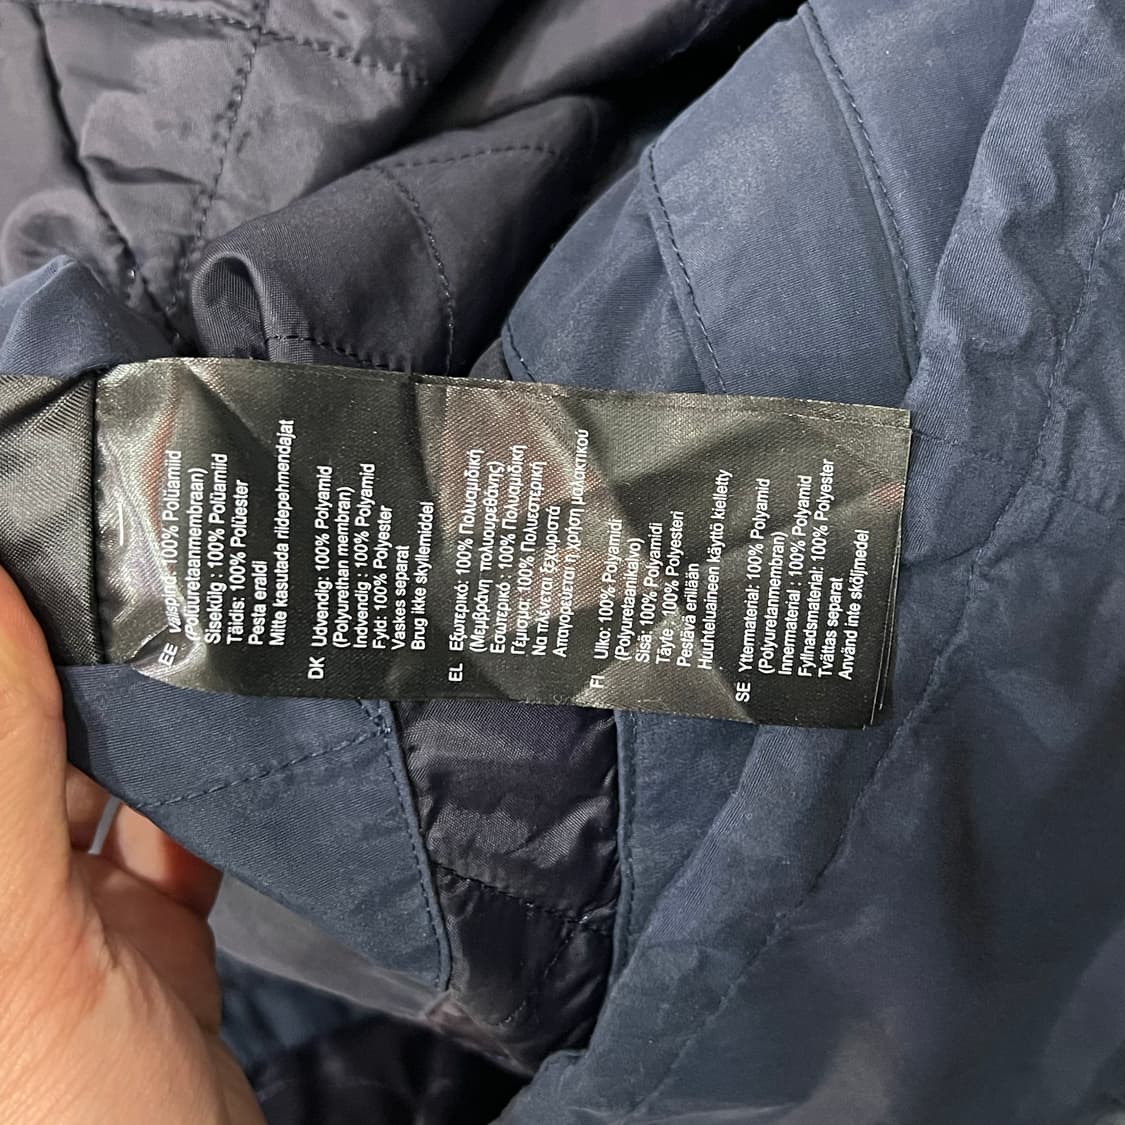 EE Välispind: 100% Polüamiid
(Polüuretaanmembraan)
Sisekülg : 100% Polüamiid
Täidis: 100% Polüester
Pesta eraldi
Mitte kasutada riidepehmendajat
DK Udvendig: 100% Polyamid
(Polyurethan membran)
Indvendig : 100% Polyamid
Fyld: 100% Polyester
Vaskes separat
Brug ikke skyllemiddel
EL Εξωτερικό: 100% Πολυαμιδική
(Μεμβράνη πολυουρεθάνης)
Εσωτερικό : 100% Πολυαμιδική
Γέμισμα: 100% Πολυεστερική
Να πλένεται ξεχωριστά
Απαγορεύεται η χρήση μαλακτικού
FI Ulko: 100% Polyamidi
(Polyuretaanikalvo)
Sisä: 100% Polyamidi
Täyte :100% Polyesteri
Pestävä erillään
Huuhteluaineen käyttö kielletty
SE Yttermaterial: 100% Polyamid
(Polyuretanmembran)
Innermaterial : 100% Polyamid
Fyllnadsmaterial: 100% Polyester
Tvättas separat
Använd inte sköljmedel